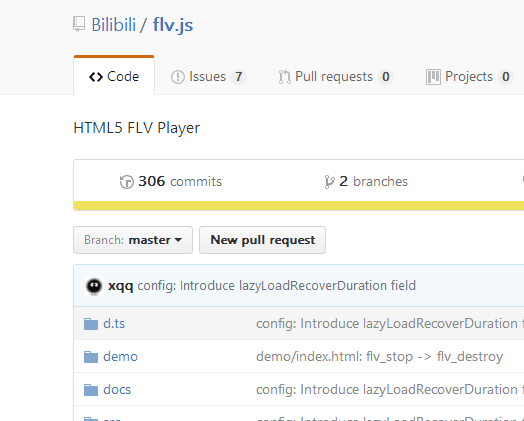 Bilibili / flv.js
Code Issues 7 Pull requests 0 Projects 0
HTML5 FLV Player
306 commits 2 branches
Branch: master New pull request
xqq config: Introduce lazyLoadRecoverDuration field
d.ts config: Introduce lazyLoadRecoverDuration f
demo demo/index.html: flv_stop -> flv_destroy
docs config: Introduce lazyLoadRecoverDuration f